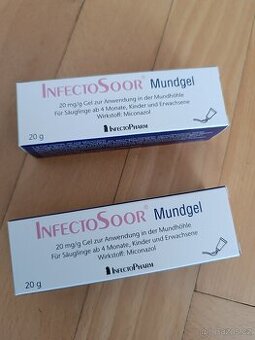 INFECTOSOOR® Mundgel
20 mg/g Gel zur Anwendung in der Mundhöhle
Für Säuglinge ab 4 Monate, Kinder und Erwachsene
Wirkstoff: Miconazol
20 g
INFECTOPHARM
INFECTOSOOR® Mundgel
20 mg/g Gel zur Anwendung in der Mundhöhle
Für Säuglinge ab 4 Monate, Kinder und Erwachsene
Wirkstoff: Miconazol
20 g
INFECTOPHARM